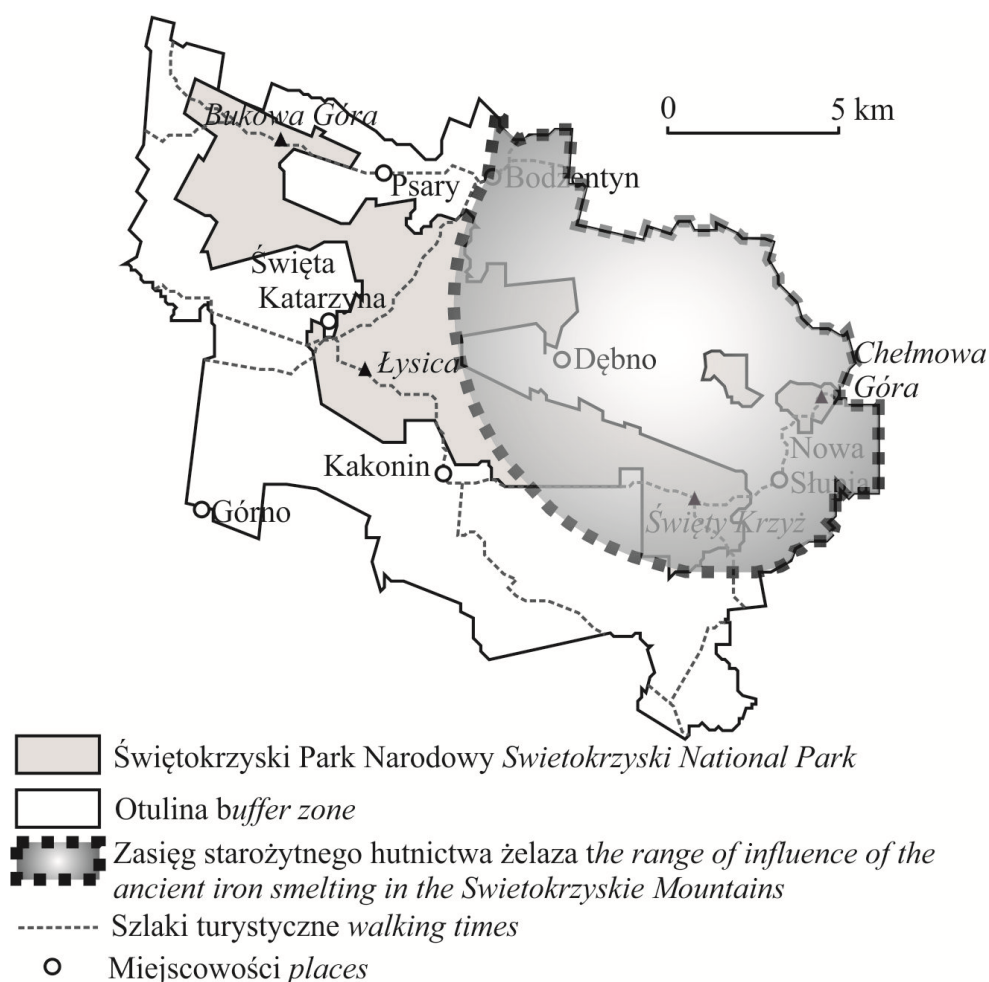 Bukowa Góra
0 5 km
Psary
Bodzentyn
Święta
Katarzyna
Łysica
Dębno
Chełmowa
Góra
Kakonin
Nowa
Słupia
Górno
Święty Krzyż
Świętokrzyski Park Narodowy Swietokrzyski National Park
Otulina buffer zone
Zasięg starożytnego hutnictwa żelaza the range of influence of the
ancient iron smelting in the Swietokrzyskie Mountains
Szlaki turystyczne walking times
Miejscowości places